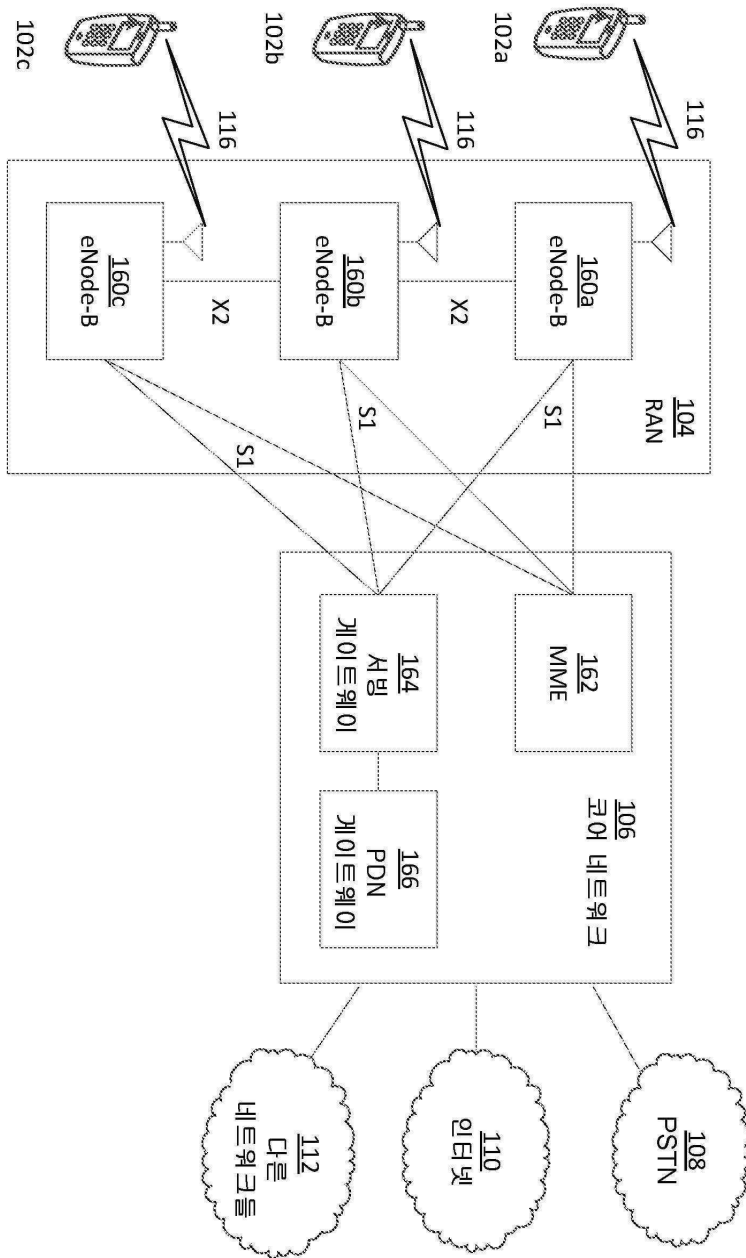 102a
102b
102c
116
116
116
104
RAN
160a
eNode-B
160b
eNode-B
160c
eNode-B
X2
X2
S1
S1
S1
106
코어 네트워크
162
MME
164
서빙
게이트웨이
166
PDN
게이트웨이
108
PSTN
110
인터넷
112
다른
네트워크들